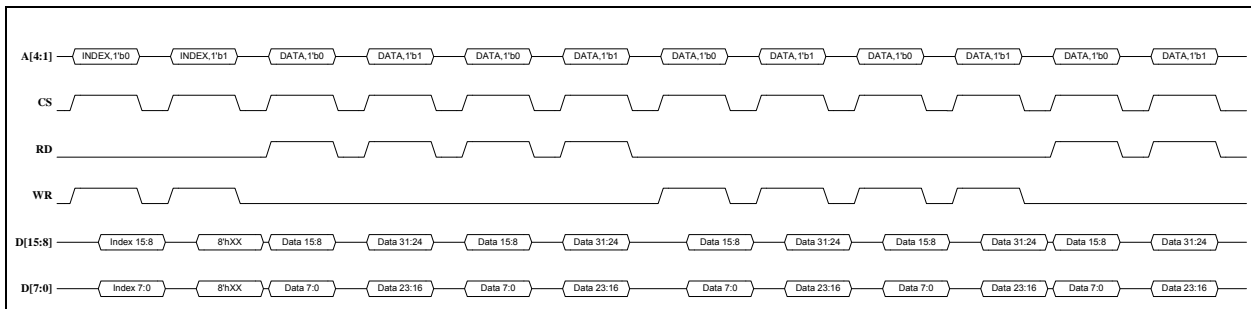 A[4:1] INDEX,1'b0 INDEX,1'b1 DATA,1'b0 DATA,1'b1 DATA,1'b0 DATA,1'b1 DATA,1'b0 DATA,1'b1 DATA,1'b0 DATA,1'b1 DATA,1'b0 DATA,1'b1
CS
RD
WR
D[15:8] Index 15:8 8'hXX Data 15:8 Data 31:24 Data 15:8 Data 31:24 Data 15:8 Data 31:24 Data 15:8 Data 31:24 Data 15:8 Data 31:24
D[7:0] Index 7:0 8'hXX Data 7:0 Data 23:16 Data 7:0 Data 23:16 Data 7:0 Data 23:16 Data 7:0 Data 23:16 Data 7:0 Data 23:16